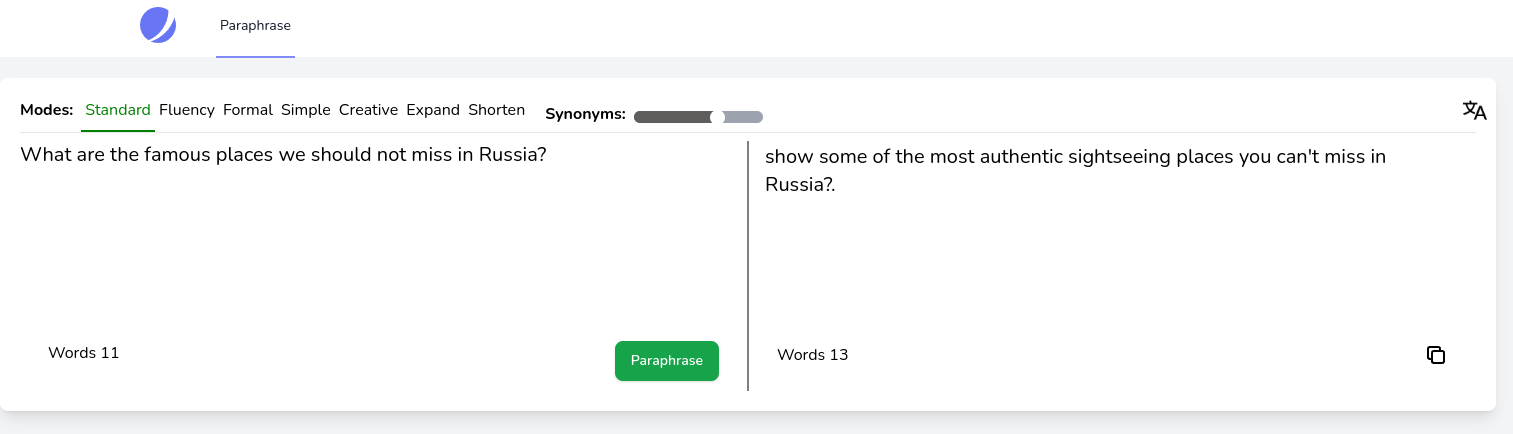 Paraphrase
Modes: Standard Fluency Formal Simple Creative Expand Shorten Synonyms:
What are the famous places we should not miss in Russia?
show some of the most authentic sightseeing places you can't miss in
Russia?.
Words 11
Paraphrase
Words 13